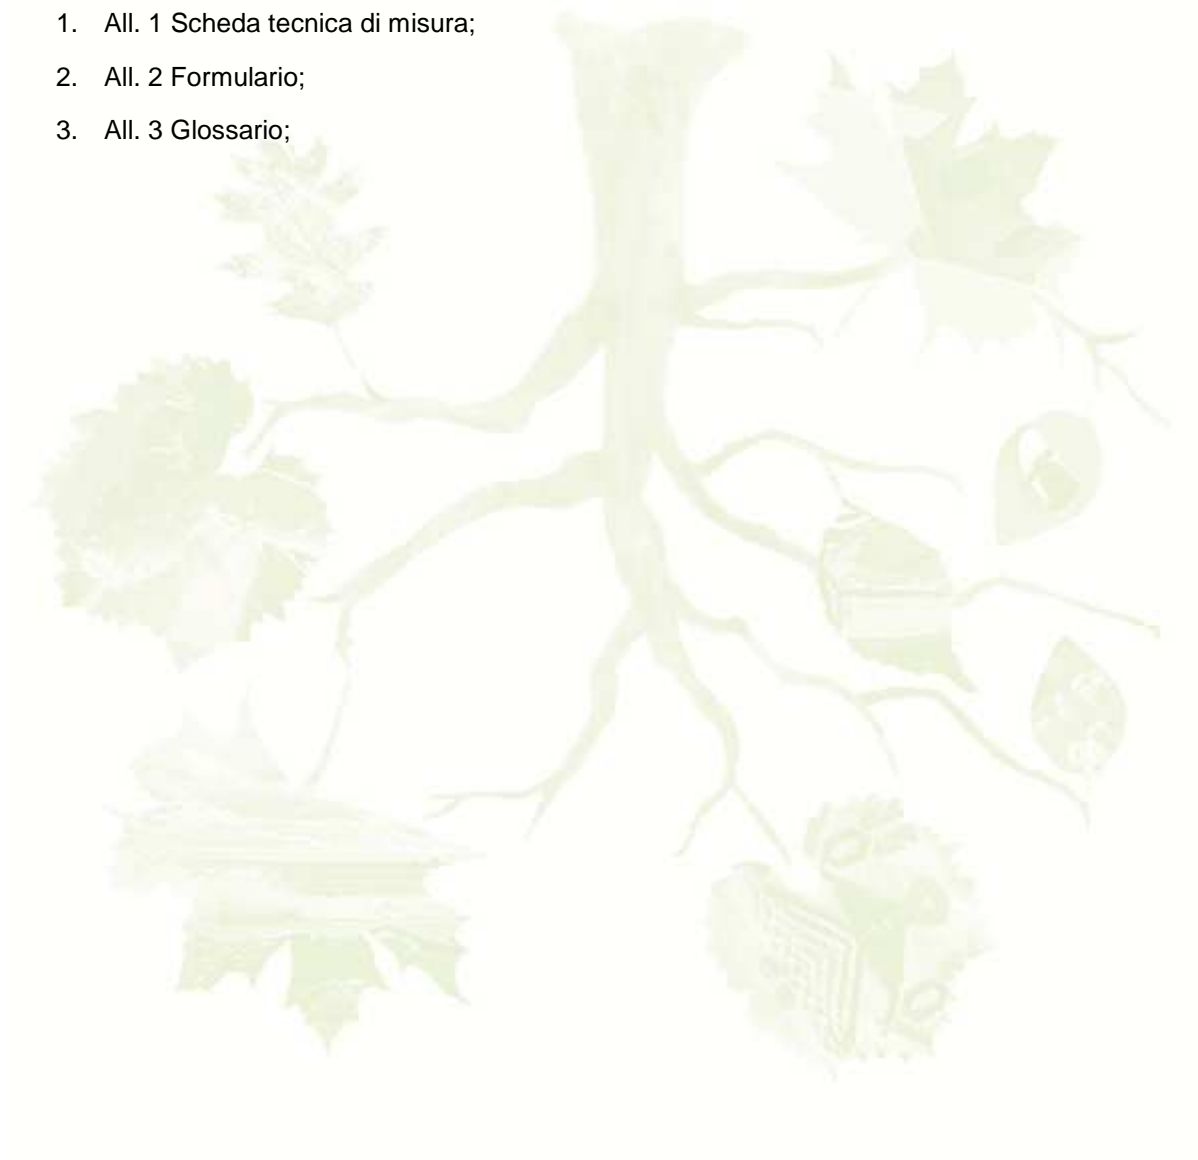 1. All. 1 Scheda tecnica di misura;
2. All. 2 Formulario;
3. All. 3 Glossario;